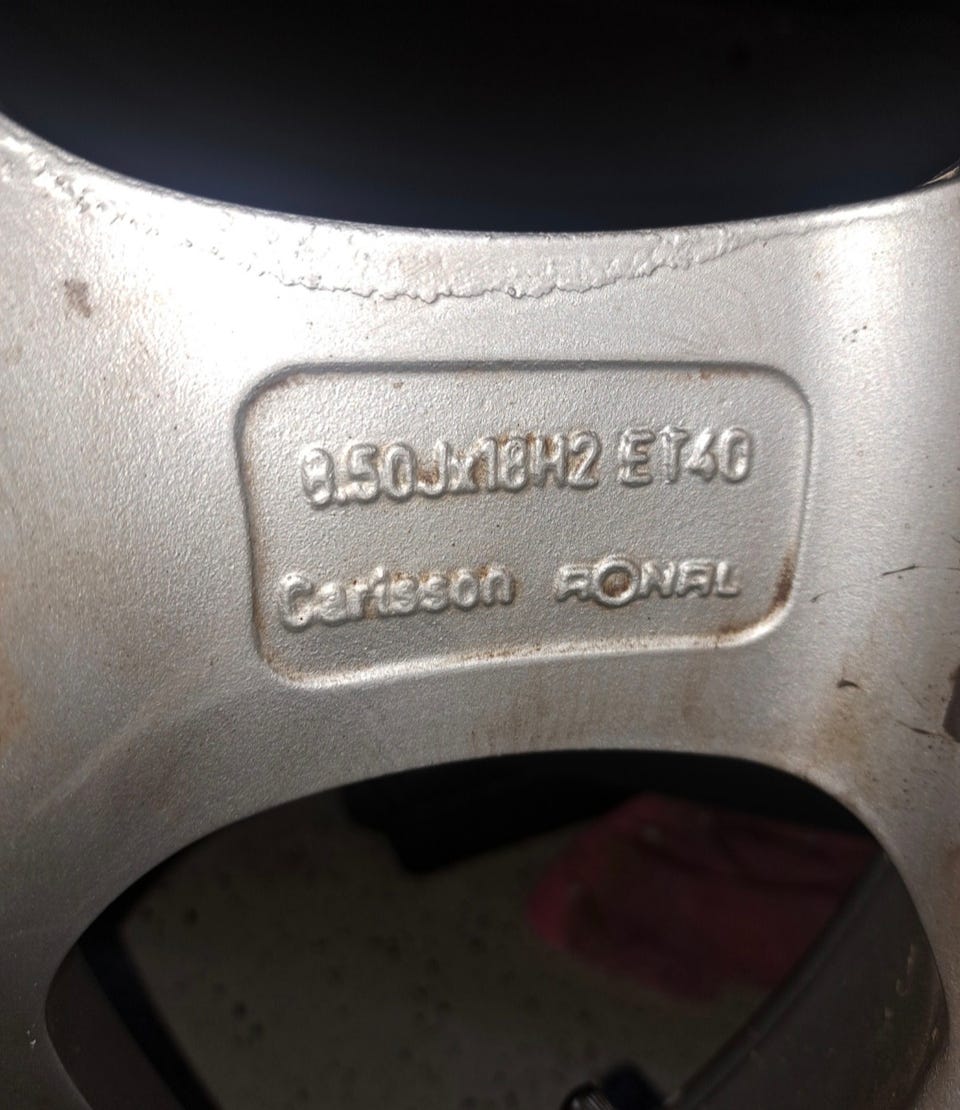 8.50Jx18H2 ET40
Carlsson RONAL